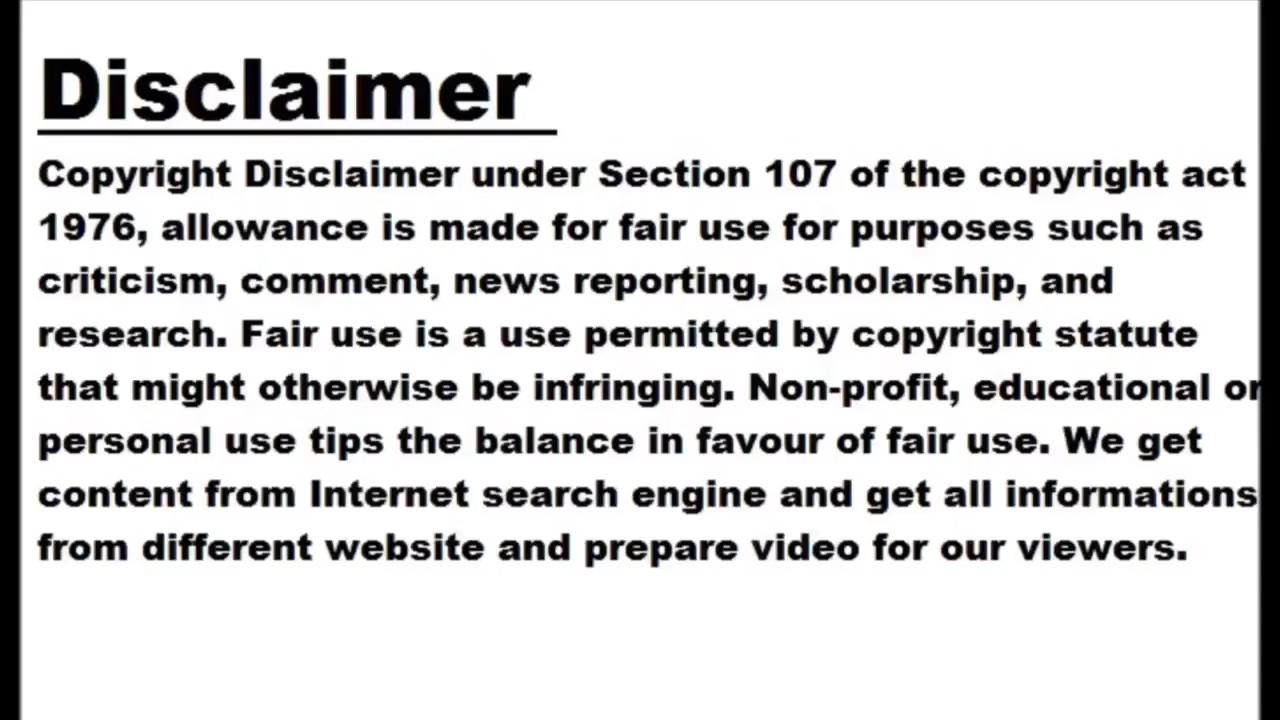 Disclaimer
Copyright Disclaimer under Section 107 of the copyright act
1976, allowance is made for fair use for purposes such as
criticism, comment, news reporting, scholarship, and
research. Fair use is a use permitted by copyright statute
that might otherwise be infringing. Non-profit, educational or
personal use tips the balance in favour of fair use. We get
content from Internet search engine and get all informations
from different website and prepare video for our viewers.